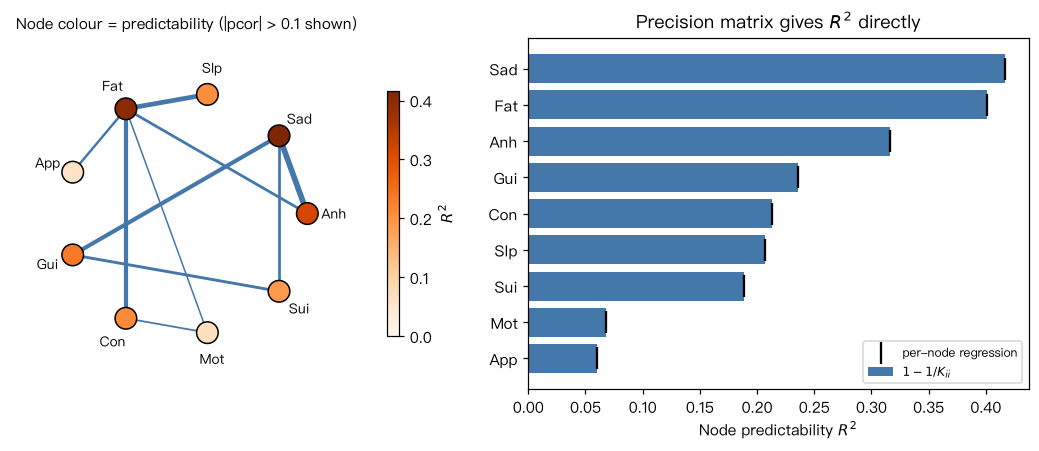 Node colour = predictability (|pcor| > 0.1 shown)
Slp
Fat
Sad
App
Anh
Gui
Sui
Con
Mot
0.4
0.3
0.2
0.1
0.0
R²
Precision matrix gives R² directly
Sad
Fat
Anh
Gui
Con
Slp
Sui
Mot
App
per-node regression
1 − 1/Kᵢᵢ
0.00 0.05 0.10 0.15 0.20 0.25 0.30 0.35 0.40
Node predictability R²